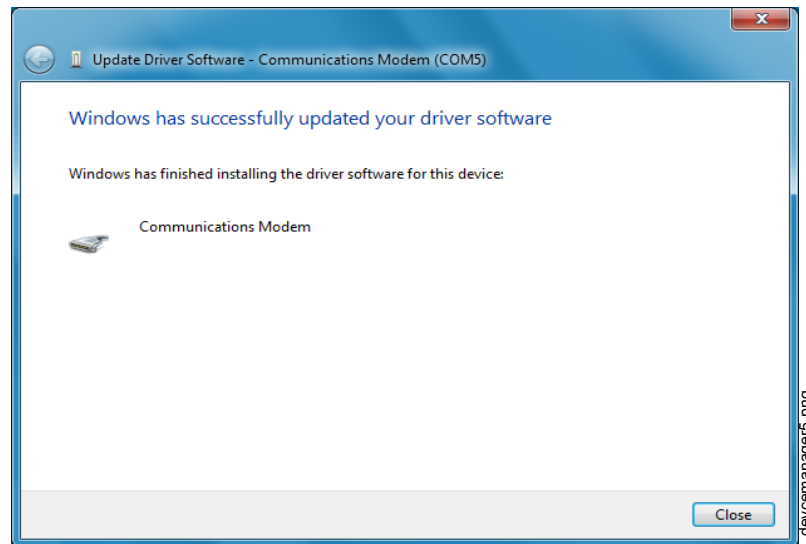 Update Driver Software - Communications Modem (COM5)
Windows has successfully updated your driver software
Windows has finished installing the driver software for this device:
Communications Modem
Close
devcemanager5.png